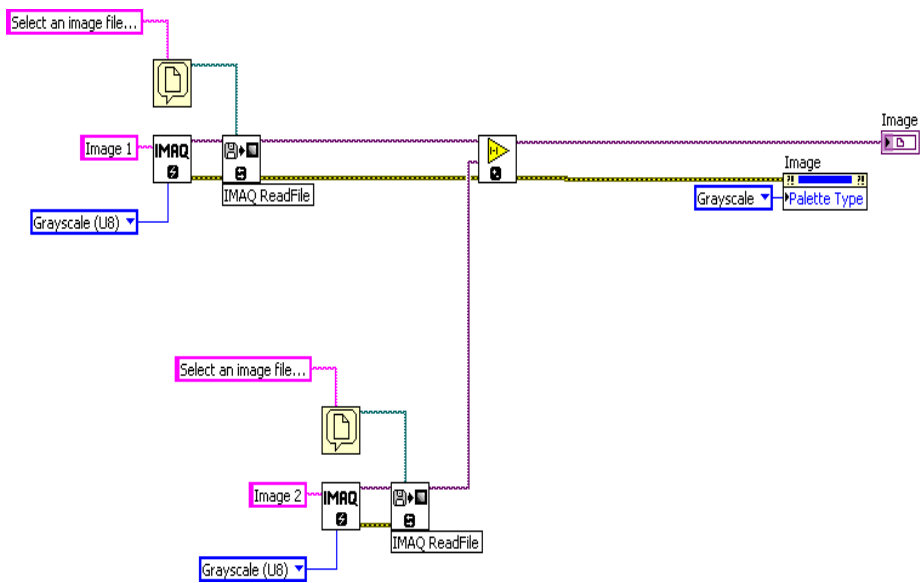 Select an image file...
Image 1
IMAQ
IMAQ ReadFile
Grayscale (U8)
Image
Image
Grayscale
Palette Type
Select an image file...
Image 2
IMAQ
IMAQ ReadFile
Grayscale (U8)